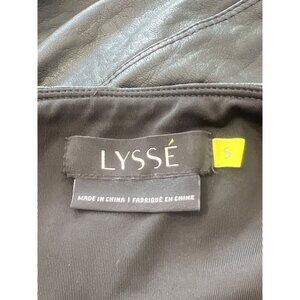 LYSSÉ
S
MADE IN CHINA | FABRIQUÉ EN CHINE